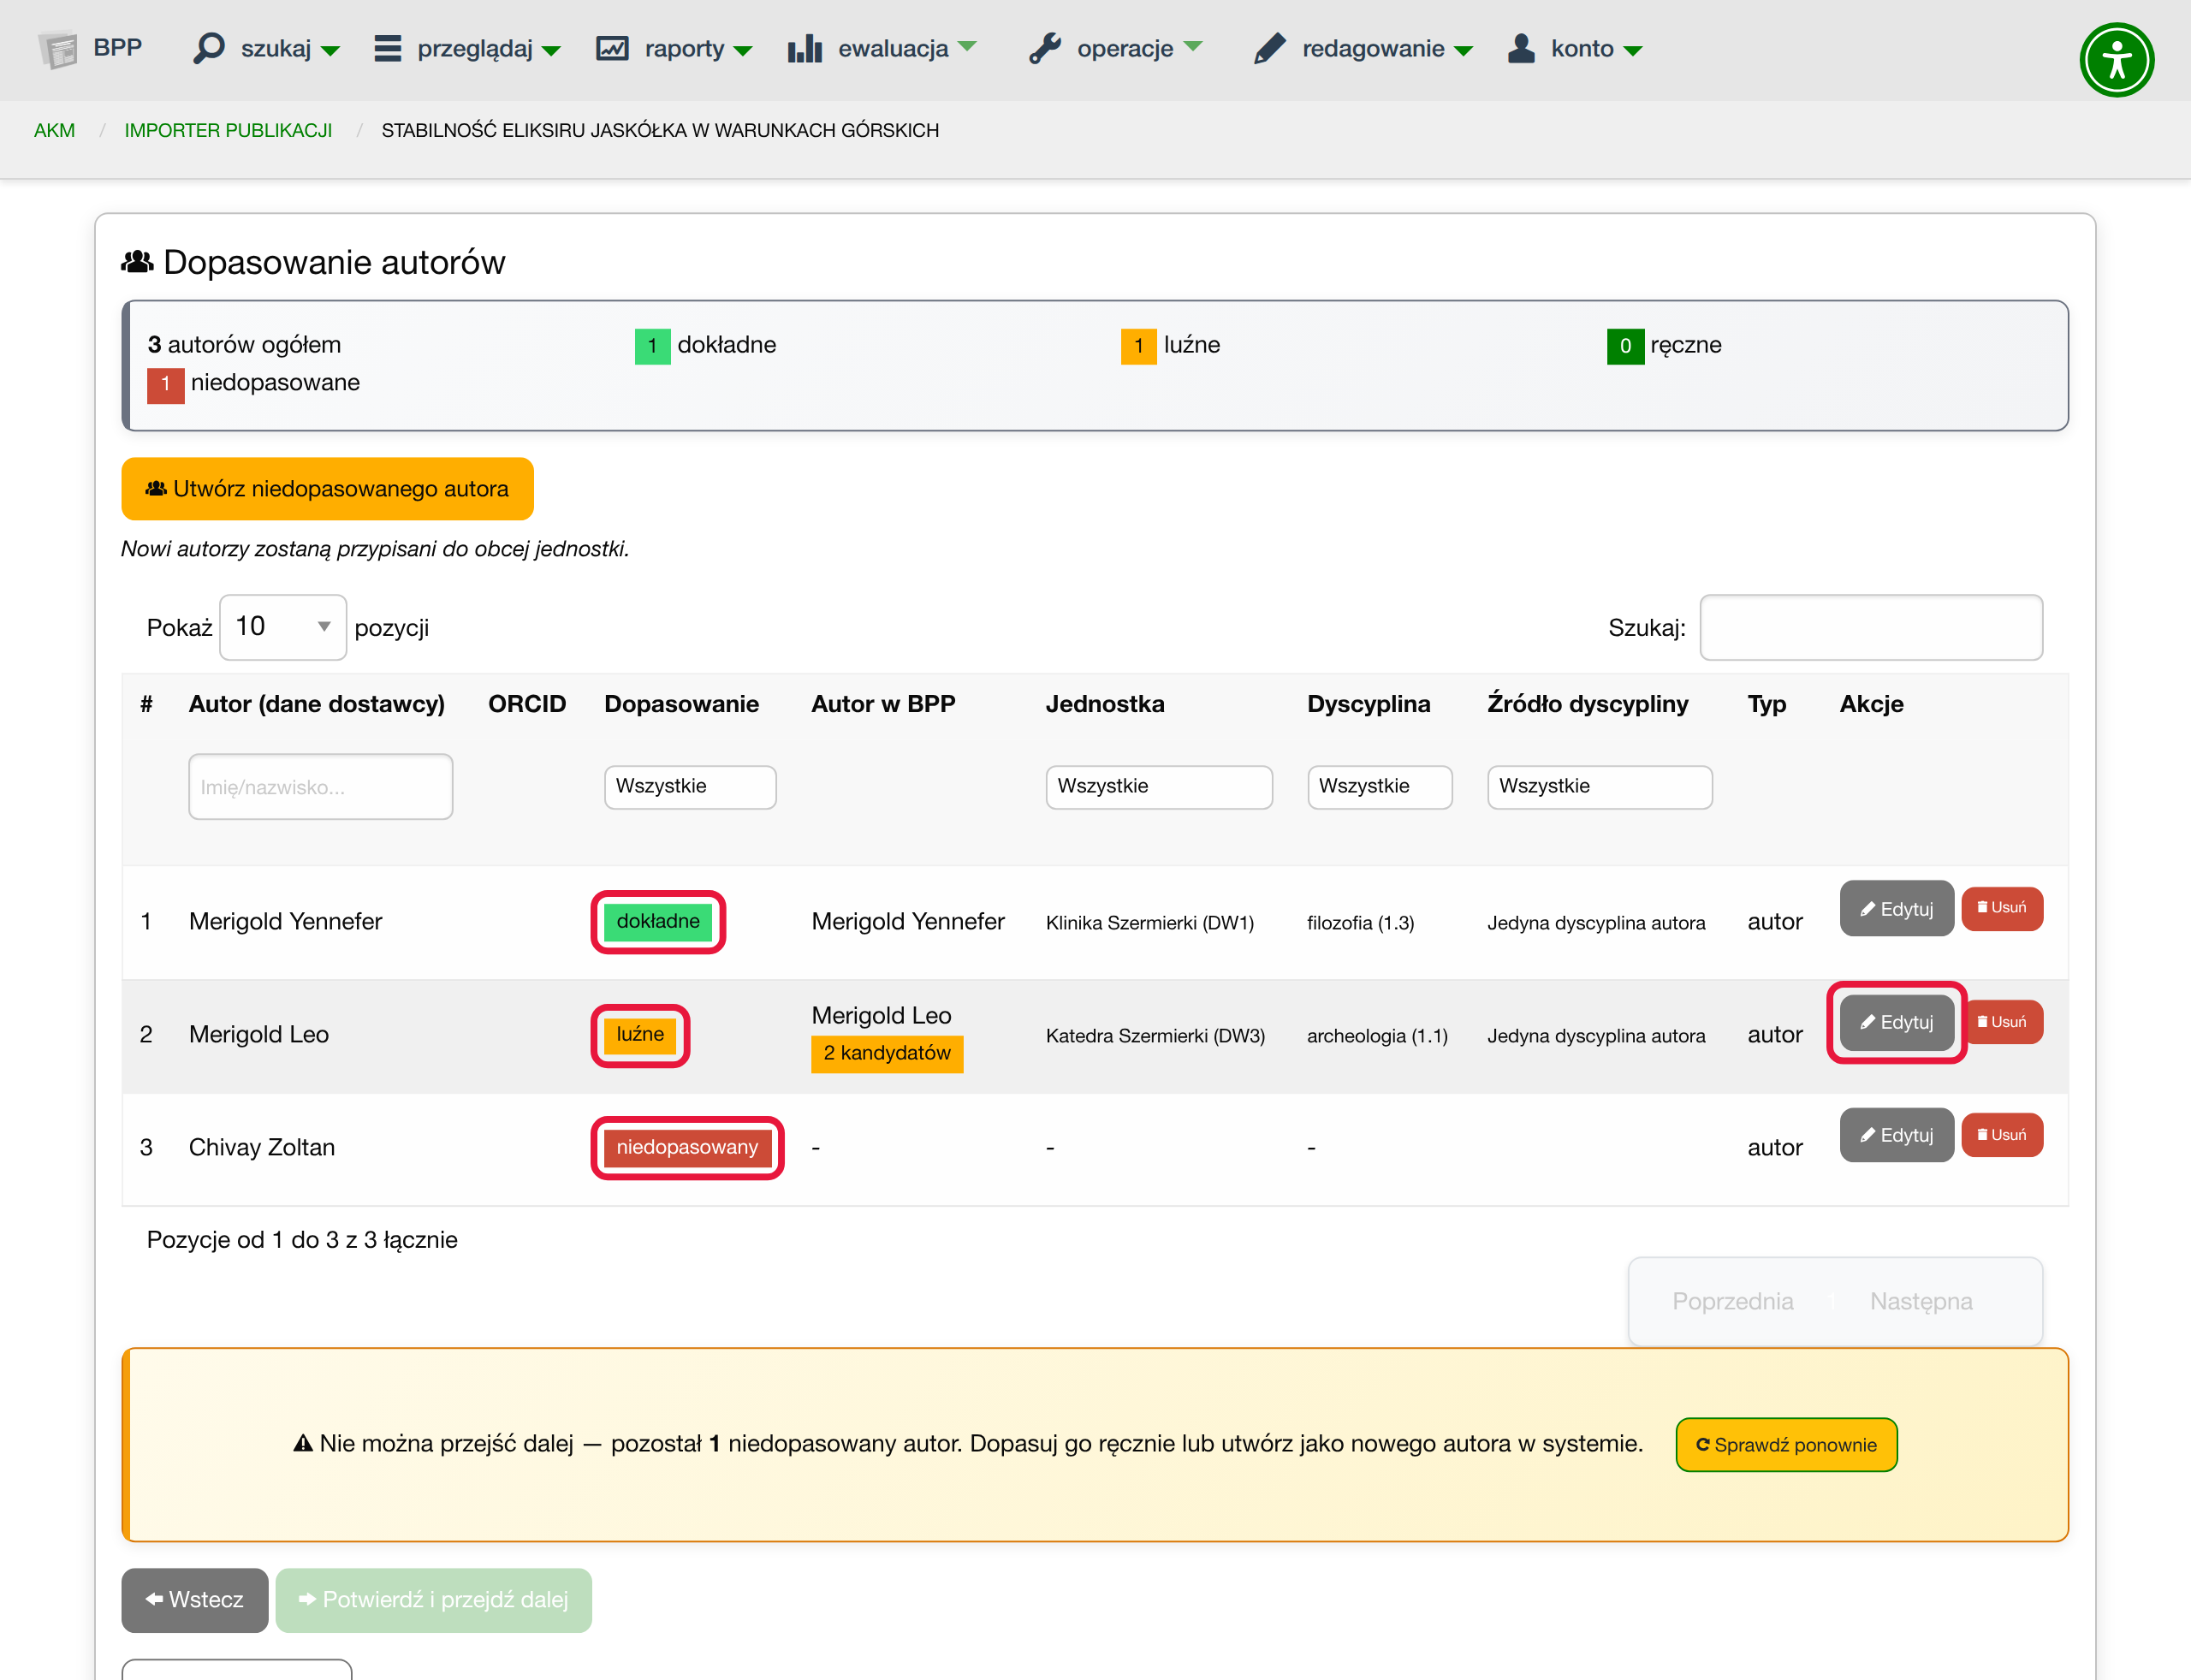 BPP szukaj przeglądaj raporty ewaluacja operacje redagowanie konto
AKM / IMPORTER PUBLIKACJI / STABILNOŚĆ ELIKSIRU JASKÓŁKA W WARUNKACH GÓRSKICH
Dopasowanie autorów
3 autorów ogółem 1 dokładne 1 luźne 0 ręczne
1 niedopasowane
Utwórz niedopasowanego autora
Nowi autorzy zostaną przypisani do obcej jednostki.
Pokaż 10 pozycji Szukaj:
# Autor (dane dostawcy) ORCID Dopasowanie Autor w BPP Jednostka Dyscyplina Źródło dyscypliny Typ Akcje
Imię/nazwisko... Wszystkie Wszystkie Wszystkie Wszystkie
1 Merigold Yennefer dokładne Merigold Yennefer Klinika Szermierki (DW1) filozofia (1.3) Jedyna dyscyplina autora autor Edytuj Usuń
2 Merigold Leo luźne Merigold Leo Katedra Szermierki (DW3) archeologia (1.1) Jedyna dyscyplina autora autor Edytuj Usuń
2 kandydatów
3 Chivay Zoltan niedopasowany - - - autor Edytuj Usuń
Pozycje od 1 do 3 z 3 łącznie
Poprzednia 1 Następna
Nie można przejść dalej — pozostał 1 niedopasowany autor. Dopasuj go ręcznie lub utwórz jako nowego autora w systemie. Sprawdź ponownie
Wstecz Potwierdź i przejdź dalej